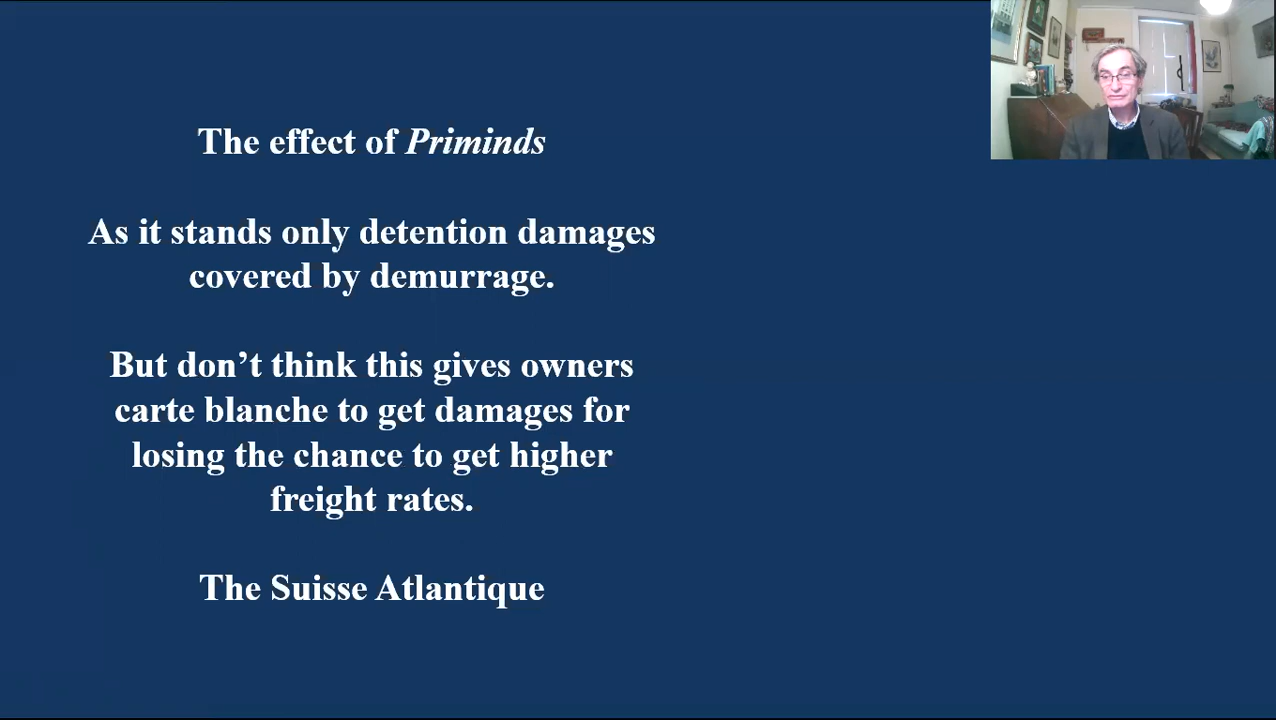 The effect of Priminds
As it stands only detention damages
covered by demurrage.
But don’t think this gives owners
carte blanche to get damages for
losing the chance to get higher
freight rates.
The Suisse Atlantique